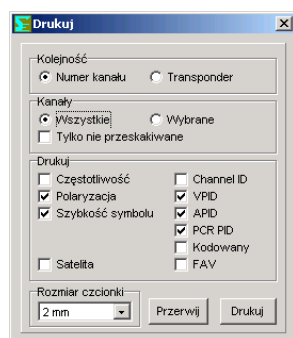 Drukuj
Kolejność
Numer kanału Transponder
Kanały
Wszystkie Wybrane
Tylko nie przeskakiwane
Drukuj
Częstotliwość Channel ID
Polaryzacja VPID
Szybkość symbolu APID
PCR PID
Kodowany
Satelita FAV
Rozmiar czcionki
2 mm Przerwij Drukuj